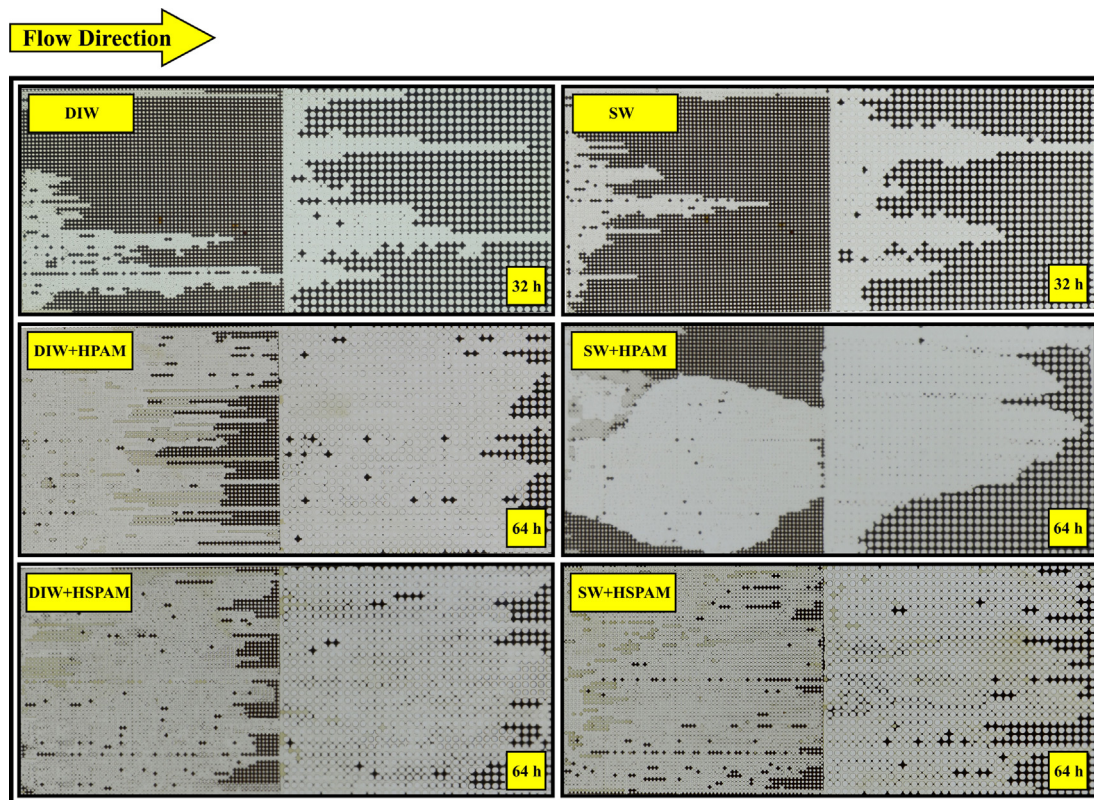 Flow Direction
DIW
32 h
SW
32 h
DIW+HPAM
64 h
SW+HPAM
64 h
DIW+HSPAM
64 h
SW+HSPAM
64 h